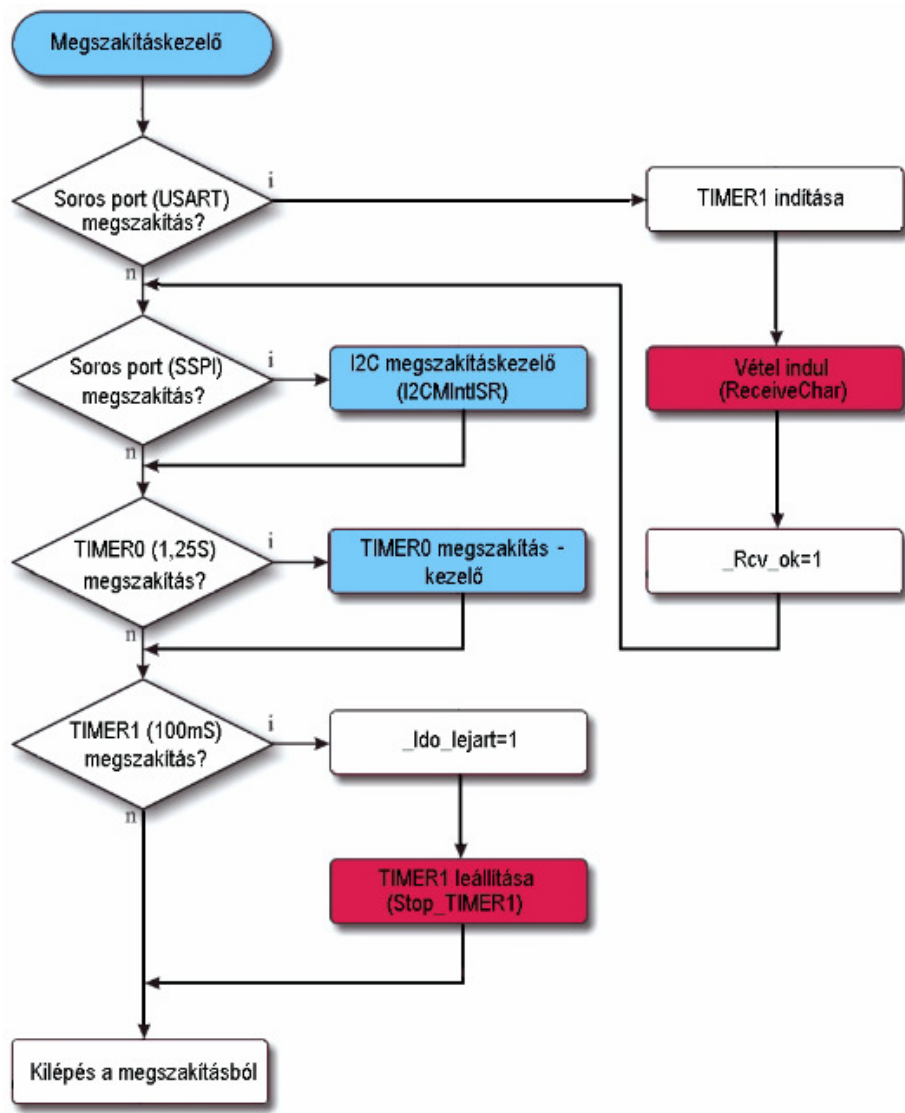 Megszakításkezelő
Soros port (USART)
megszakítás?
i
n
TIMER1 indítása
Soros port (SSPI)
megszakítás?
i
n
I2C megszakításkezelő
(I2CMIntISR)
Vétel indul
(ReceiveChar)
TIMER0 (1,25S)
megszakítás?
i
n
TIMER0 megszakítás -
kezelő
_Rcv_ok=1
TIMER1 (100mS)
megszakítás?
i
n
_Ido_lejart=1
TIMER1 leállítása
(Stop_TIMER1)
Kilépés a megszakításból